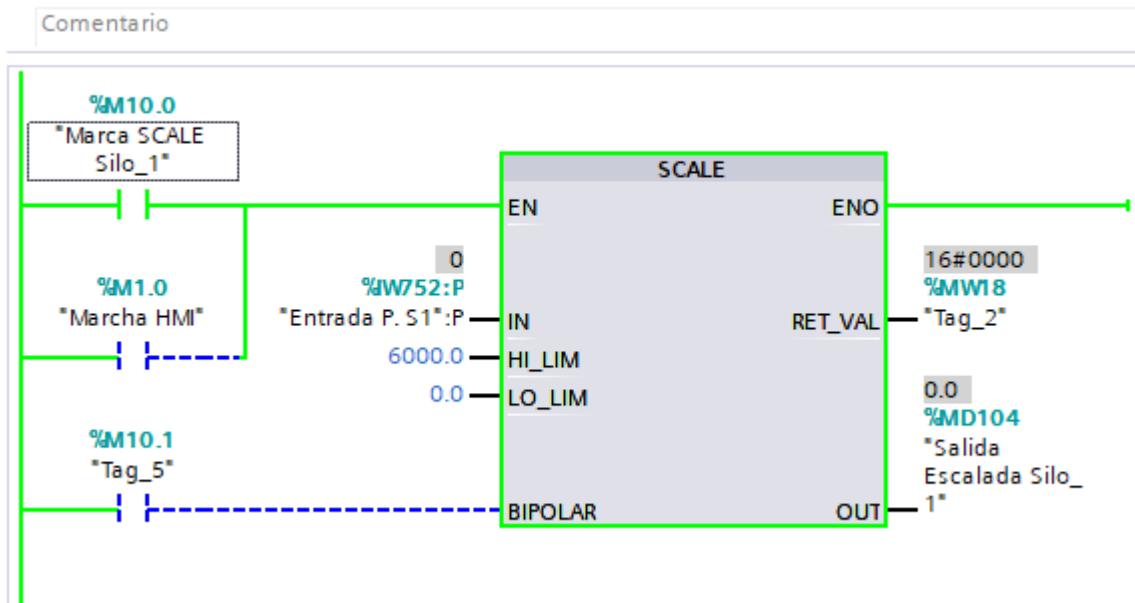 Comentario
%M10.0
"Marca SCALE
Silo_1"
SCALE
EN
ENO
0
16#0000
%M1.0
%IW752:P
%MW18
"Marcha HMI"
"Entrada P. S1":P
IN
RET_VAL
"Tag_2"
6000.0
HI_LIM
0.0
LO_LIM
0.0
%MD104
%M10.1
"Salida
"Tag_5"
Escalada Silo_
1"
BIPOLAR
OUT